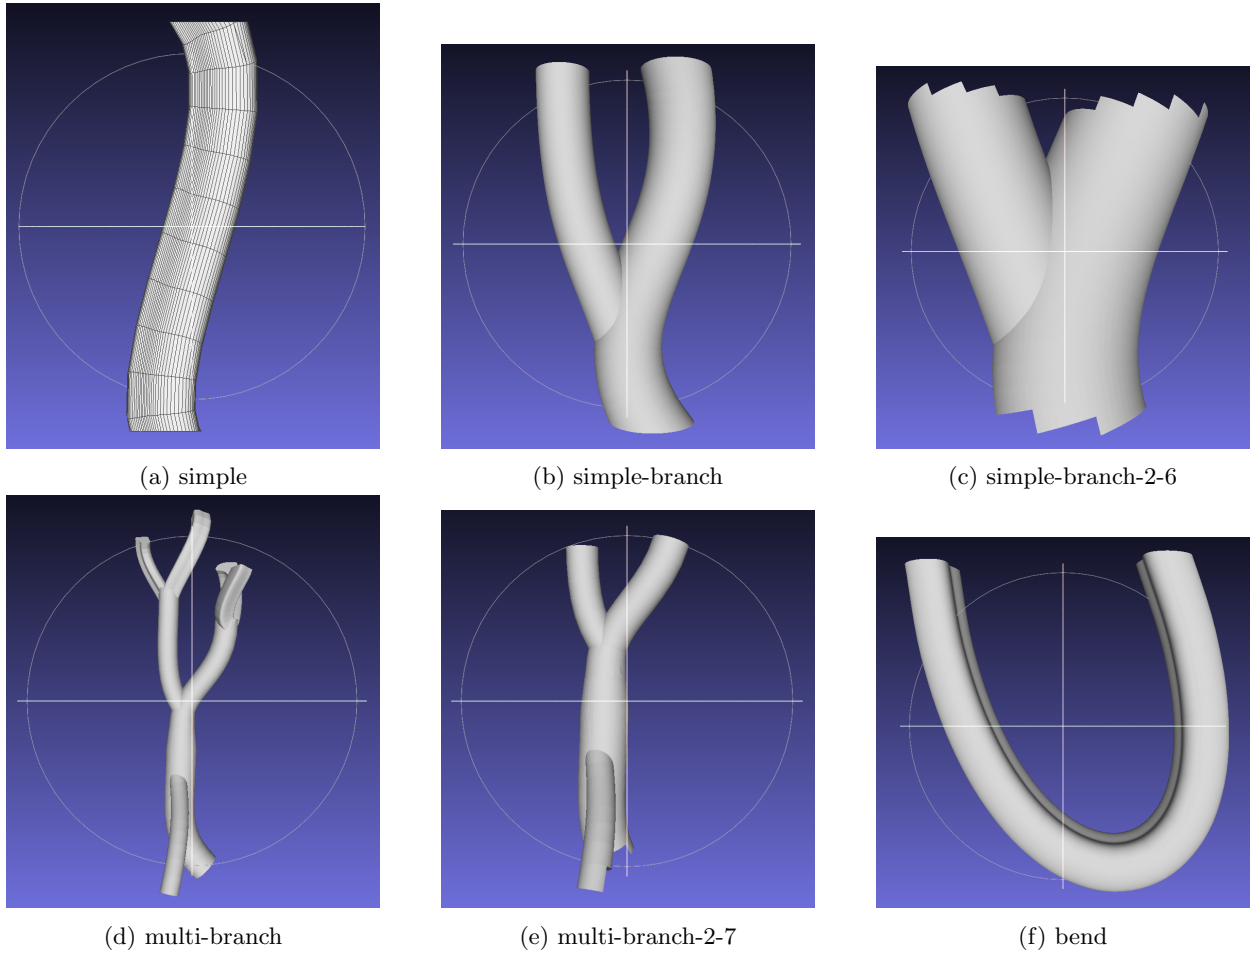 (a) simple
(b) simple-branch
(c) simple-branch-2-6
(d) multi-branch
(e) multi-branch-2-7
(f) bend